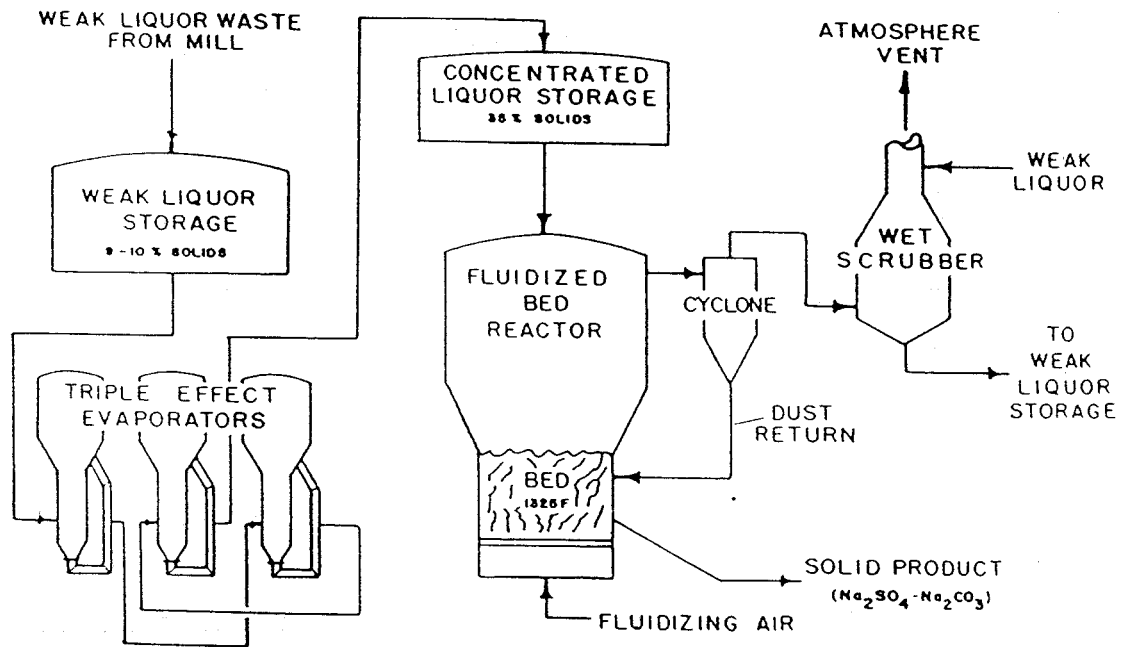 WEAK LIQUOR WASTE
FROM MILL
WEAK LIQUOR
STORAGE
9-10 % SOLIDS
TRIPLE EFFECT
EVAPORATORS
CONCENTRATED
LIQUOR STORAGE
35 % SOLIDS
FLUIDIZED
BED
REACTOR
BED
1325F
FLUIDIZING AIR
CYCLONE
DUST
RETURN
SOLID PRODUCT
(Na₂SO₄-Na₂CO₃)
ATMOSPHERE
VENT
WEAK
LIQUOR
WET
SCRUBBER
TO
WEAK
LIQUOR
STORAGE